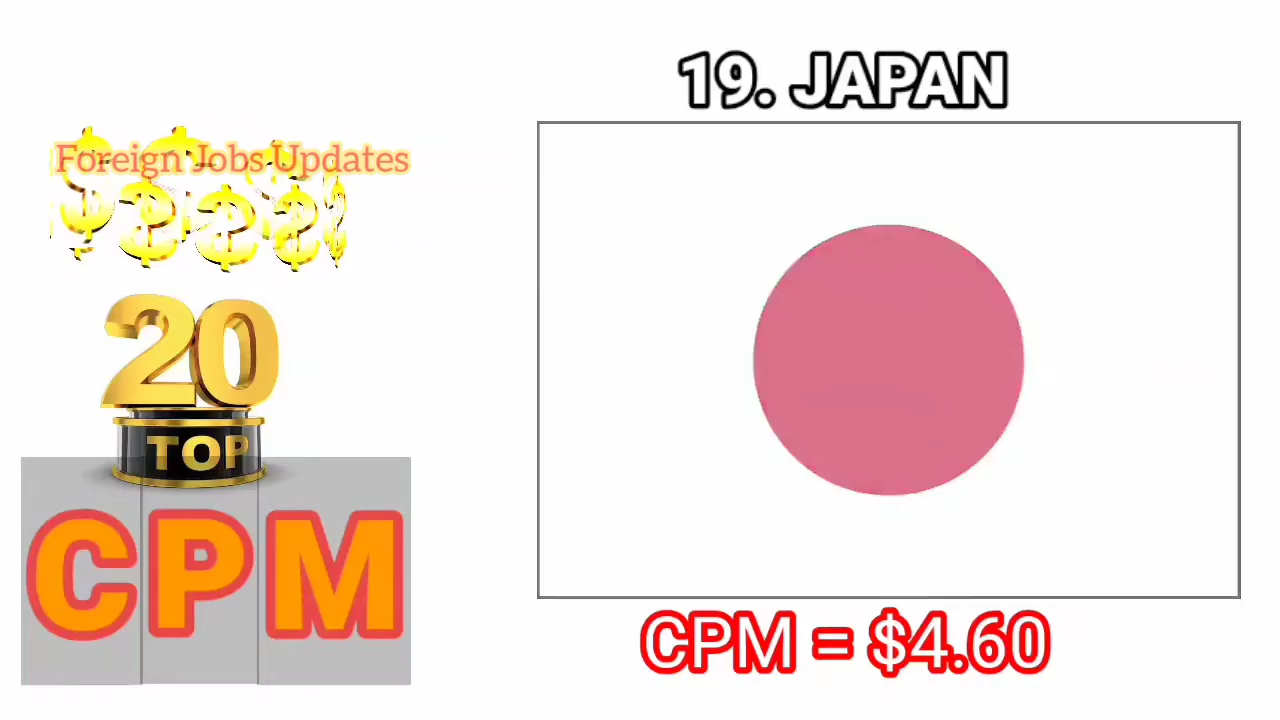 19. JAPAN
Foreign Jobs Updates
20
TOP
CPM
CPM = $4.60